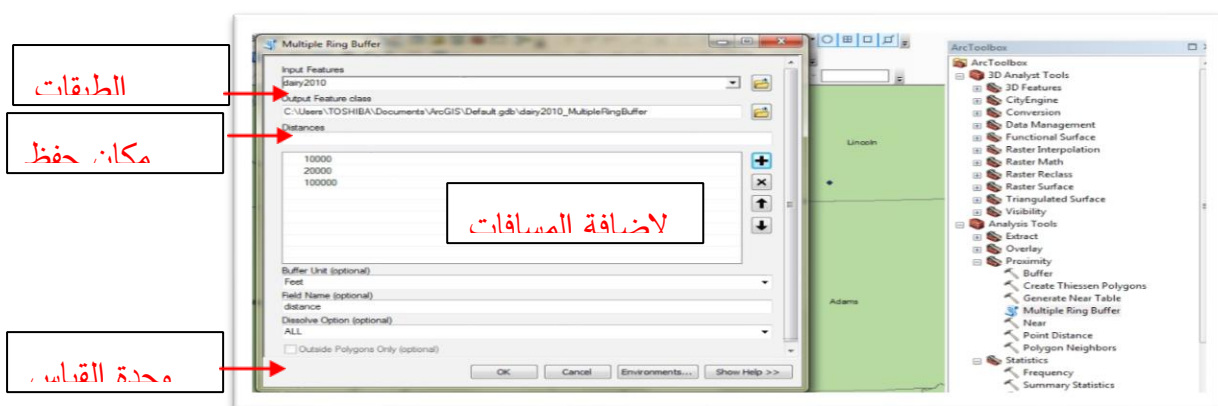 Multiple Ring Buffer
Input Features
dairy2010
Output Feature class
C:\Users\TOSHIBA\Documents\ArcGIS\Default.gdb\dairy2010_MultipleRingBuffer
Distances
10000
20000
100000
Buffer Unit (optional)
Feet
Field Name (optional)
distance
Dissolve Option (optional)
ALL
Outside Polygons Only (optional)
OK
Cancel
Environments...
Show Help >>
الطبقات
مكان حفظ
لاضافة المسافات
وحدة القياس
Lincoln
Adams
ArcToolbox
ArcToolbox
3D Analyst Tools
3D Features
CityEngine
Conversion
Data Management
Functional Surface
Raster Interpolation
Raster Math
Raster Reclass
Raster Surface
Triangulated Surface
Visibility
Analysis Tools
Extract
Overlay
Proximity
Buffer
Create Thiessen Polygons
Generate Near Table
Multiple Ring Buffer
Near
Point Distance
Polygon Neighbors
Statistics
Frequency
Summary Statistics